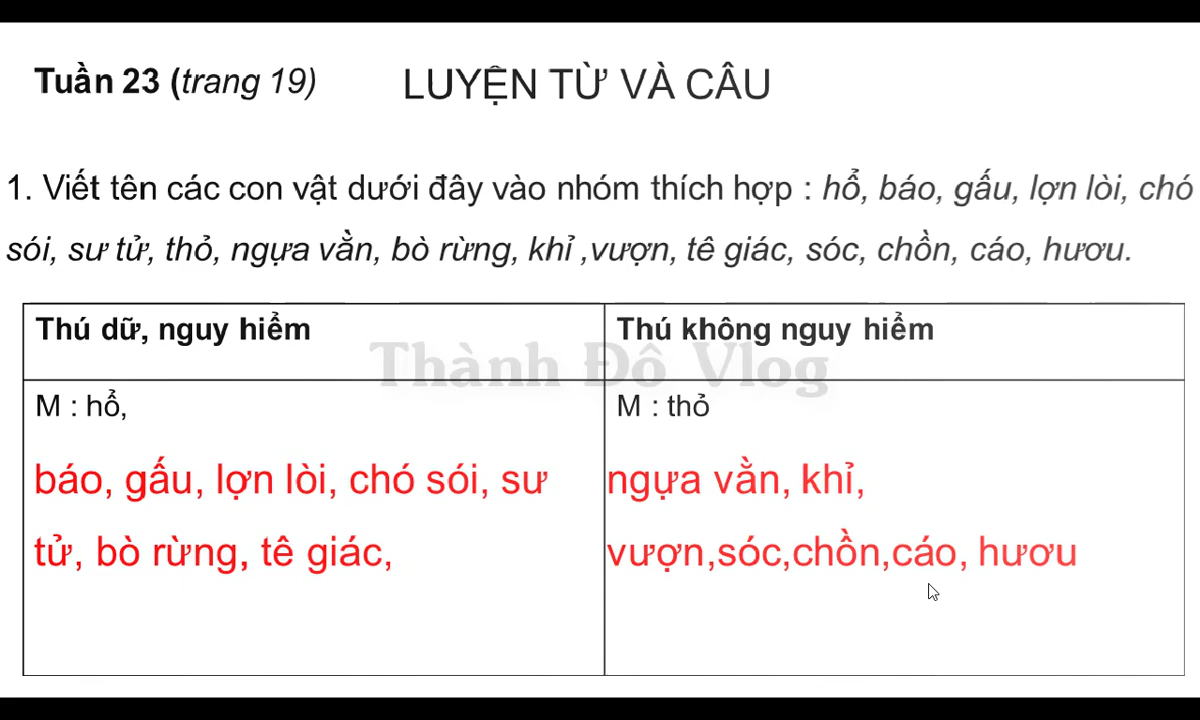 Tuần 23 (trang 19) LUYỆN TỪ VÀ CÂU
1. Viết tên các con vật dưới đây vào nhóm thích hợp : hổ, báo, gấu, lợn lòi, chó
sói, sư tử, thỏ, ngựa vằn, bò rừng, khỉ ,vượn, tê giác, sóc, chồn, cáo, hươu.
Thú dữ, nguy hiểm
Thú không nguy hiểm
Thành Đô Vlog
M : hổ,
báo, gấu, lợn lòi, chó sói, sư
tử, bò rừng, tê giác,
M : thỏ
ngựa vằn, khỉ,
vượn,sóc,chồn,cáo, hươu